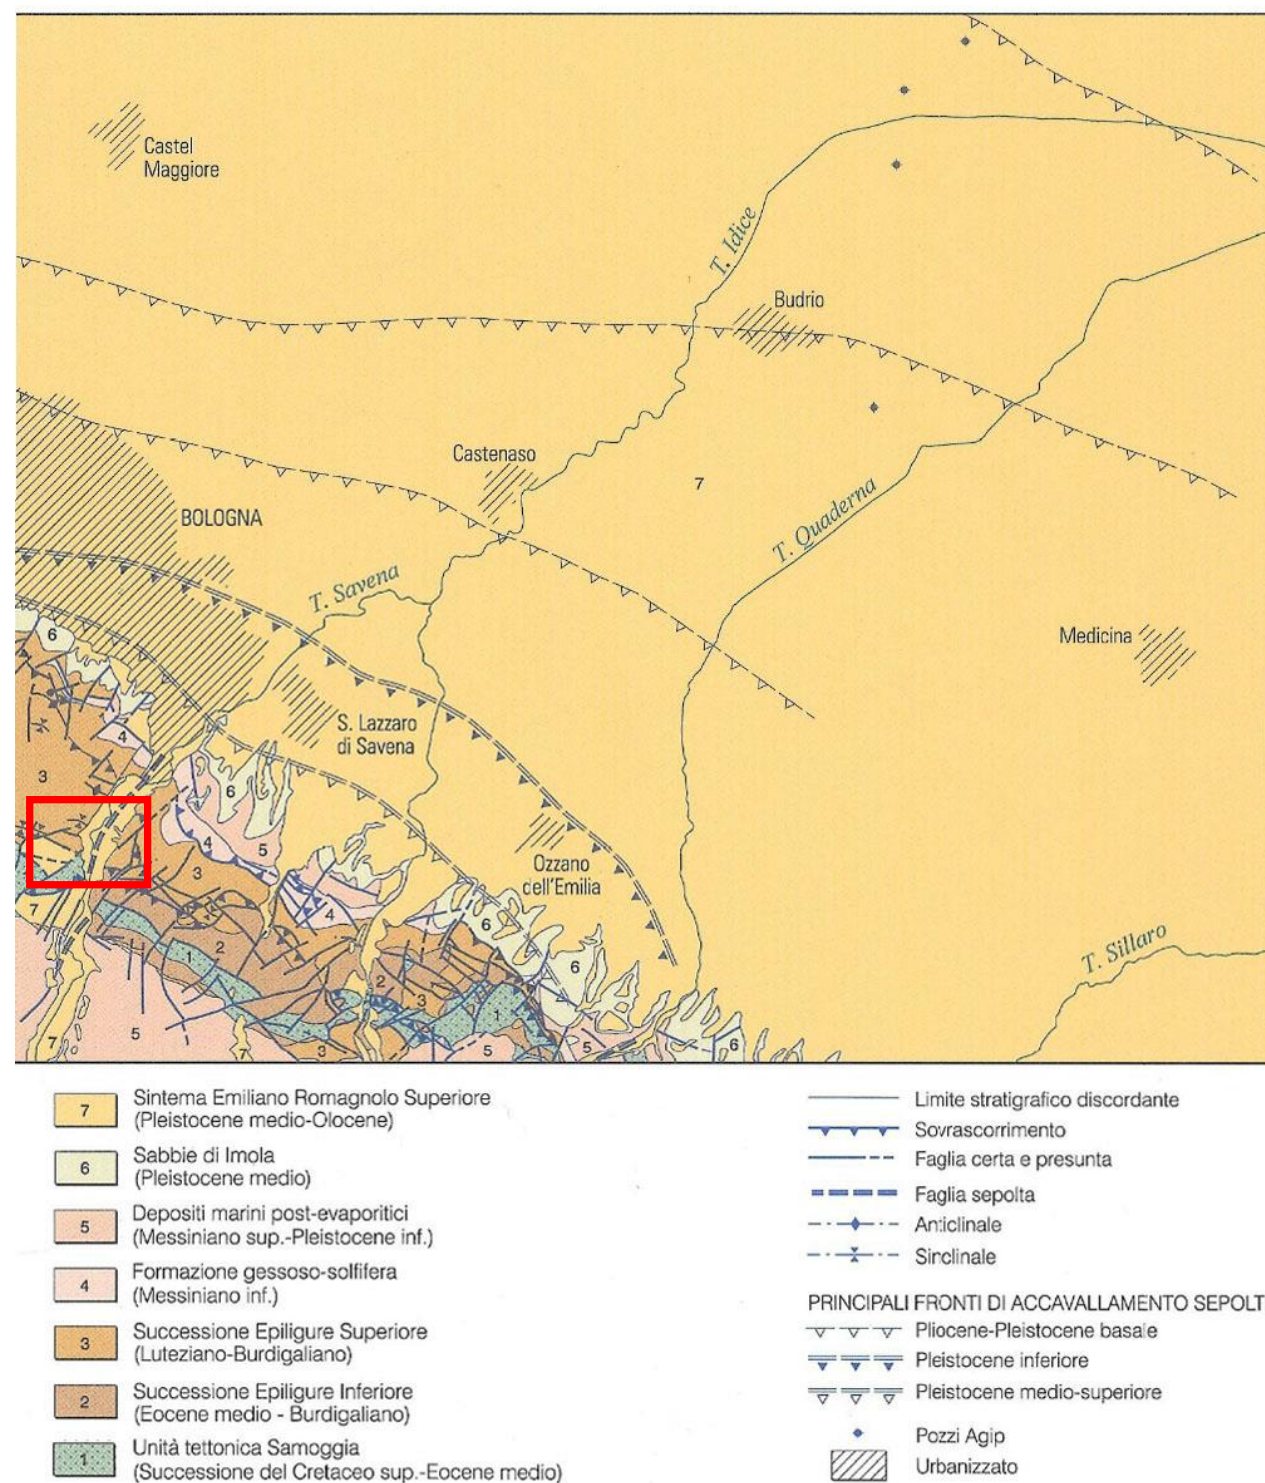 Castel
Maggiore
T. Idice
Budrio
Castenaso
7
BOLOGNA
T. Quaderna
T. Savena
6
Medicina
4
S. Lazzaro
di Savena
3
6
4
5
3
Ozzano
dell'Emilia
7
4
6
1
2
6
2
3
1
T. Sillaro
5
7
7
3
5
5
6
7
Sintema Emiliano Romagnolo Superiore
(Pleistocene medio-Olocene)
6
Sabbie di Imola
(Pleistocene medio)
5
Depositi marini post-evaporitici
(Messiniano sup.-Pleistocene inf.)
4
Formazione gessoso-solfifera
(Messiniano inf.)
3
Successione Epiligure Superiore
(Luteziano-Burdigaliano)
2
Successione Epiligure Inferiore
(Eocene medio - Burdigaliano)
1
Unità tettonica Samoggia
(Successione del Cretaceo sup.-Eocene medio)
Limite stratigrafico discordante
Sovrascorrimento
Faglia certa e presunta
Faglia sepolta
Anticlinale
Sinclinale
PRINCIPALI FRONTI DI ACCAVALLAMENTO SEPOLT
Pliocene-Pleistocene basale
Pleistocene inferiore
Pleistocene medio-superiore
Pozzi Agip
Urbanizzato